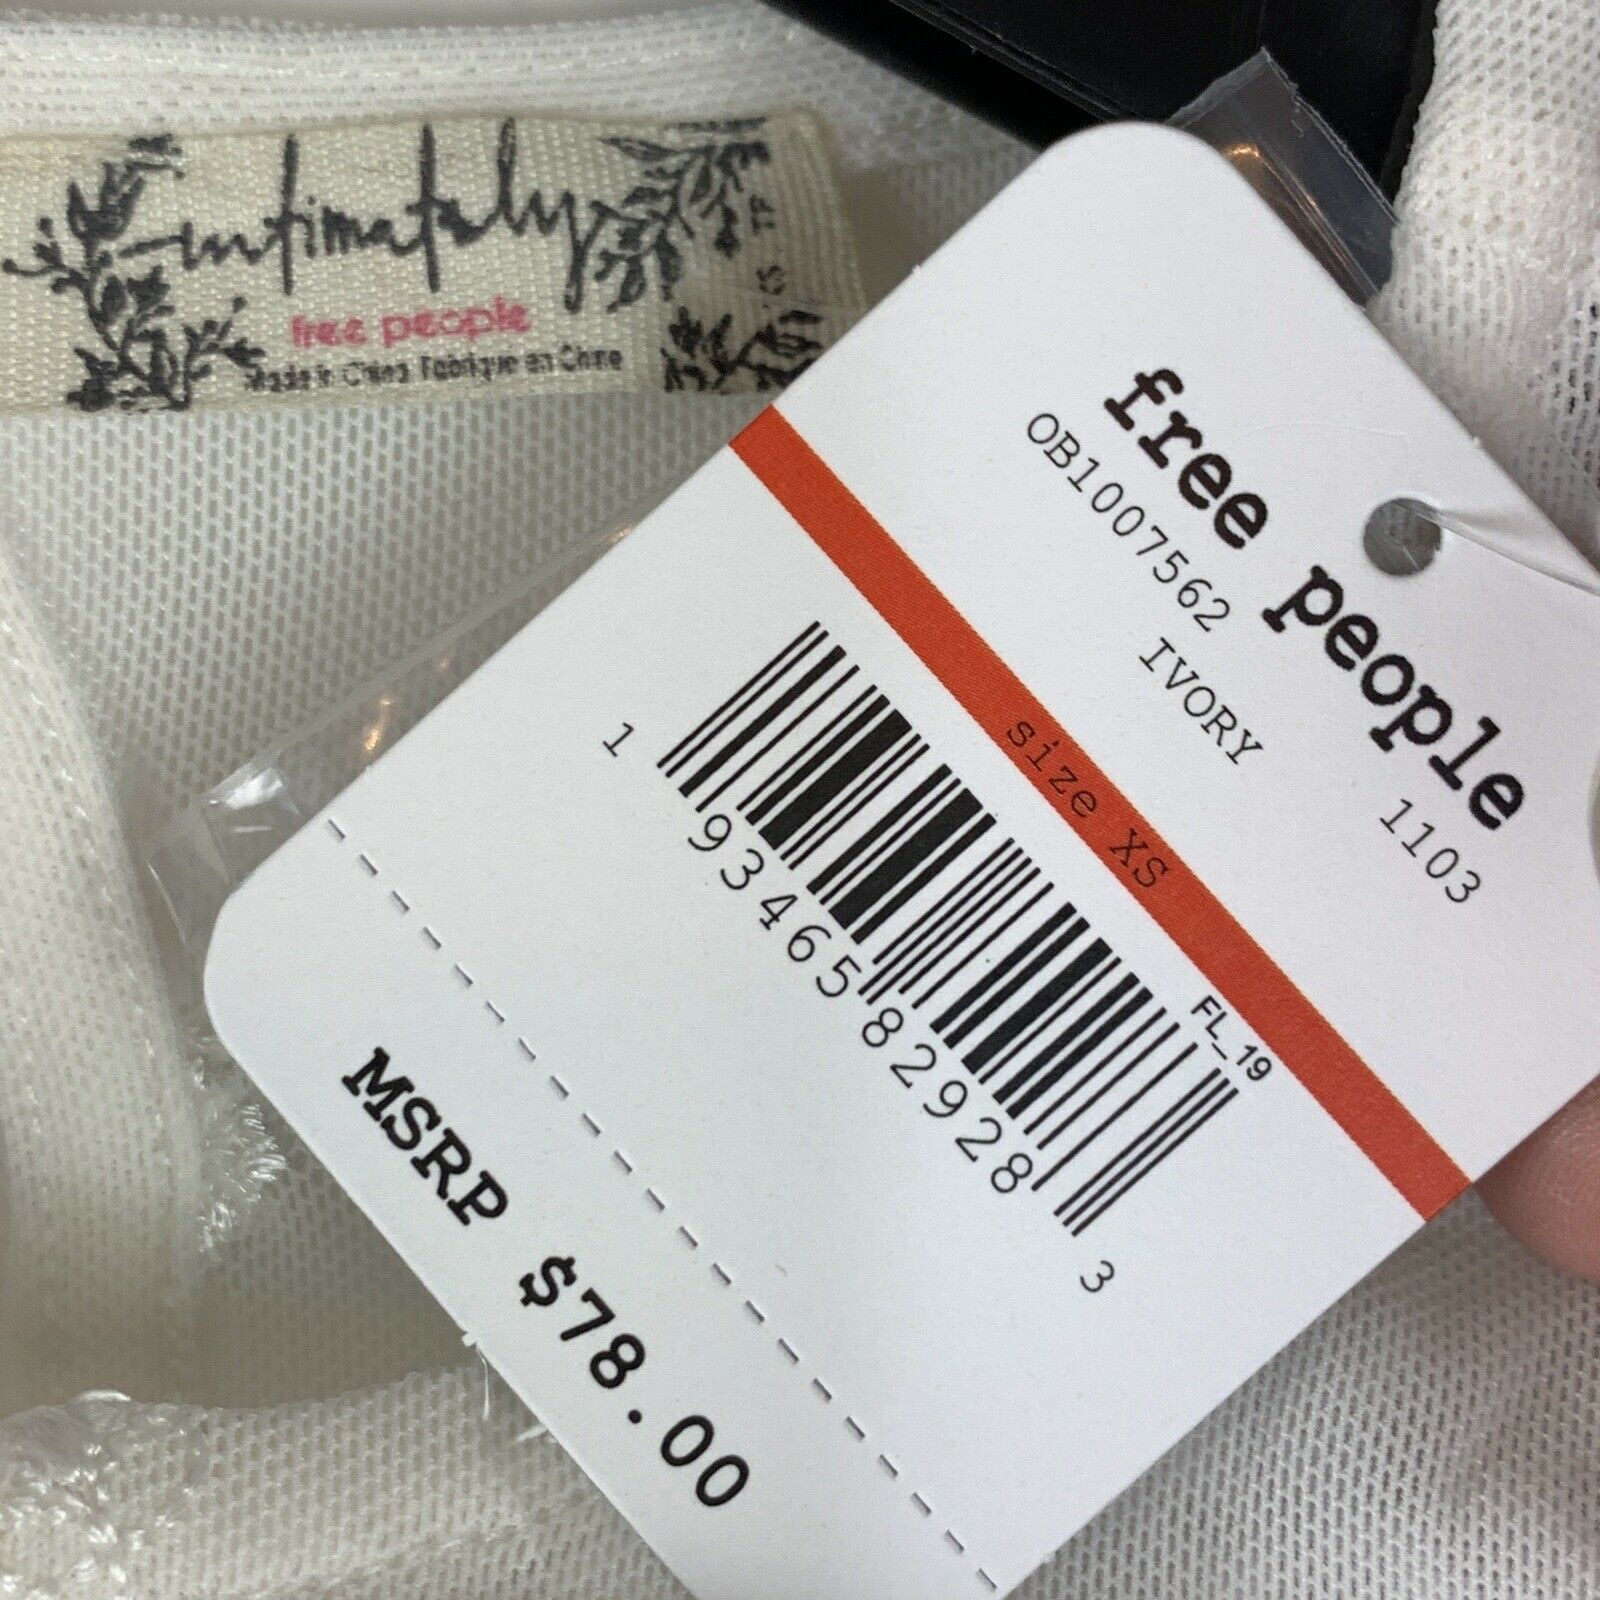 intimately
free people
Made in China Fabriqué en Chine
XS
free people
OB1007562
IVORY
1103
size XS
FL_19
1 93465 82928 3
MSRP $78.00